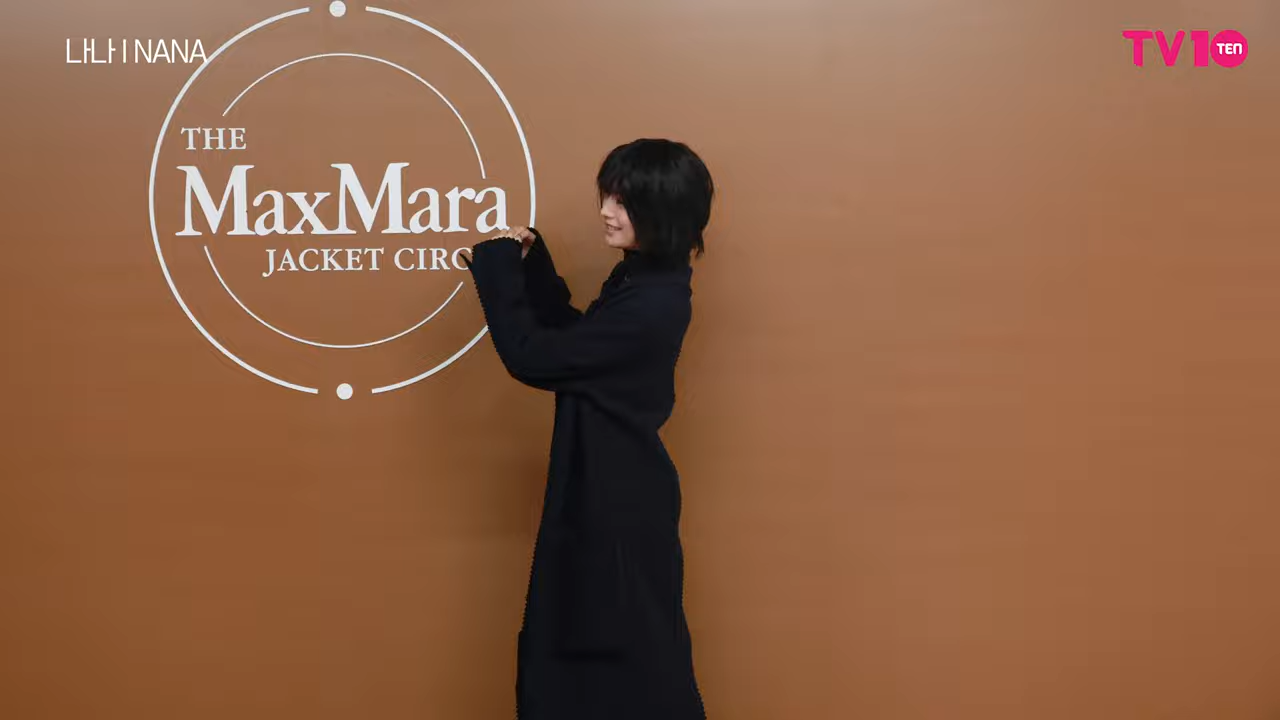 나나 | NANA
TV10
TEN
THE
MaxMara
JACKET CIRC